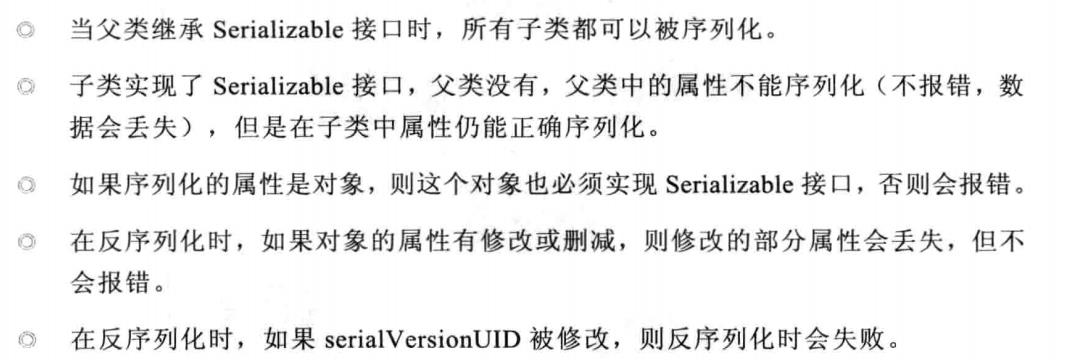 当父类继承 Serializable 接口时，所有子类都可以被序列化。
子类实现了 Serializable 接口，父类没有，父类中的属性不能序列化（不报错，数
据会丢失），但是在子类中属性仍能正确序列化。
如果序列化的属性是对象，则这个对象也必须实现 Serializable 接口，否则会报错。
在反序列化时，如果对象的属性有修改或删减，则修改的部分属性会丢失，但不
会报错。
在反序列化时，如果 serialVersionUID 被修改，则反序列化时会失败。